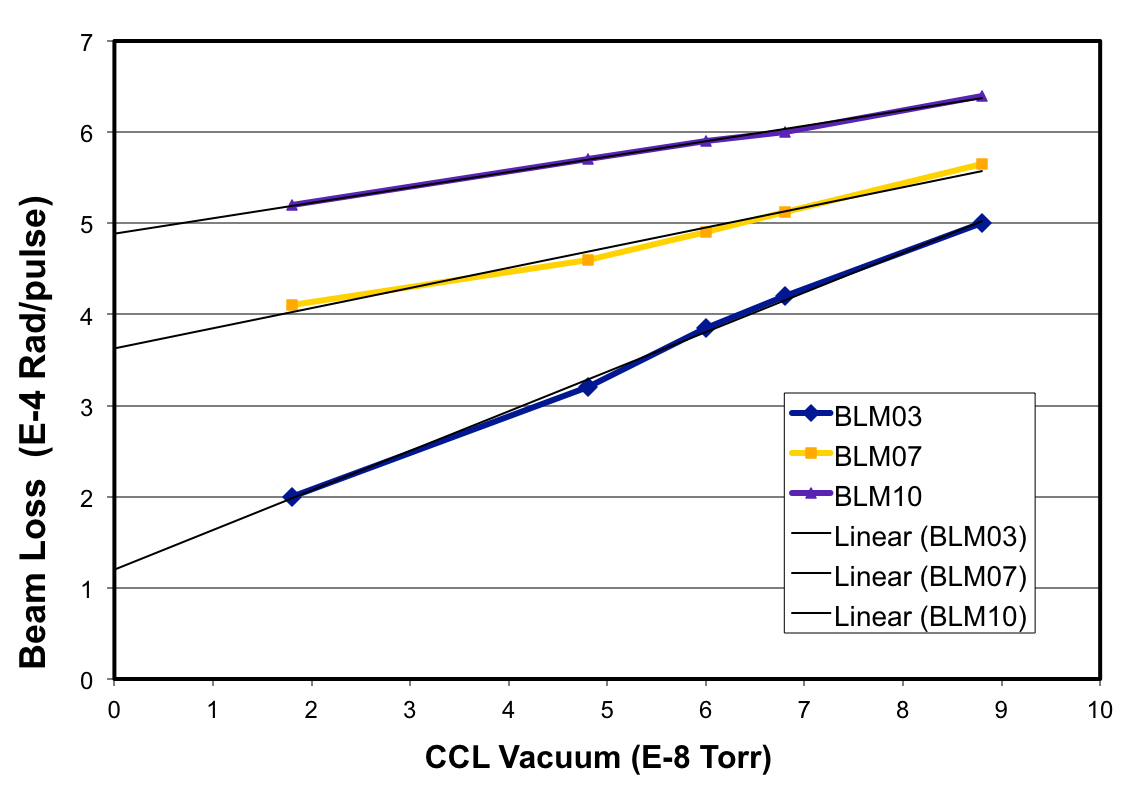 7
6
5
4
3
2
1
0
Beam Loss  (E-4 Rad/pulse)
BLM03
BLM07
BLM10
Linear (BLM03)
Linear (BLM07)
Linear (BLM10)
0 1 2 3 4 5 6 7 8 9 10
CCL Vacuum (E-8 Torr)